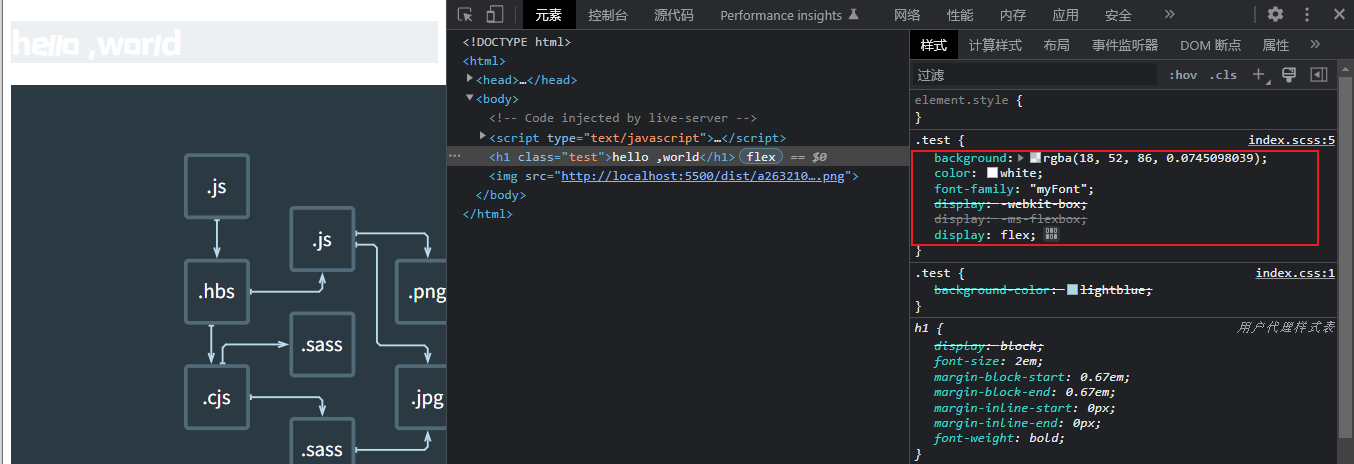 hello ,world
.js
.js
.hbs
.png
.sass
.cjs
.jpg
.sass
元素 控制台 源代码 Performance insights 网络 性能 内存 应用 安全 »
<!DOCTYPE html>
<html>
<head>…</head>
<body>
<!-- Code injected by live-server -->
<script type="text/javascript">…</script>
… <h1 class="test">hello ,world</h1> flex == $0
<img src="http://localhost:5500/dist/a263210….png">
</body>
</html>
样式 计算样式 布局 事件监听器 DOM 断点 属性 »
过滤 :hov .cls +
element.style {
}
.test { index.scss:5
background: rgba(18, 52, 86, 0.0745098039);
color: white;
font-family: "myFont";
display: -webkit-box;
display: -ms-flexbox;
display: flex;
}
.test { index.css:1
background-color: lightblue;
}
h1 { 用户代理样式表
display: block;
font-size: 2em;
margin-block-start: 0.67em;
margin-block-end: 0.67em;
margin-inline-start: 0px;
margin-inline-end: 0px;
font-weight: bold;
}